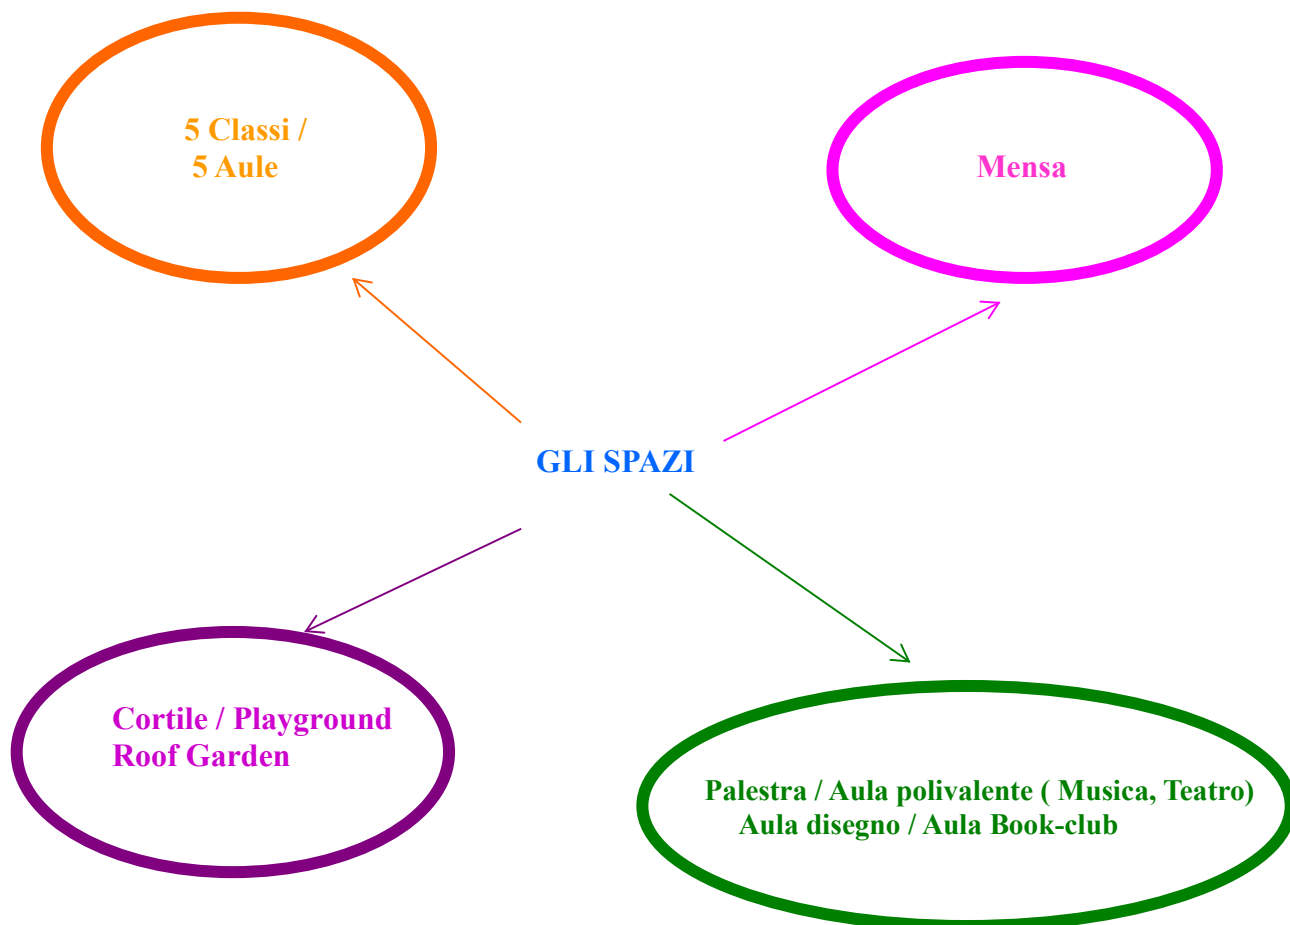 5 Classi /
5 Aule
Mensa
GLI SPAZI
Cortile / Playground
Roof Garden
Palestra / Aula polivalente ( Musica, Teatro)
Aula disegno / Aula Book-club